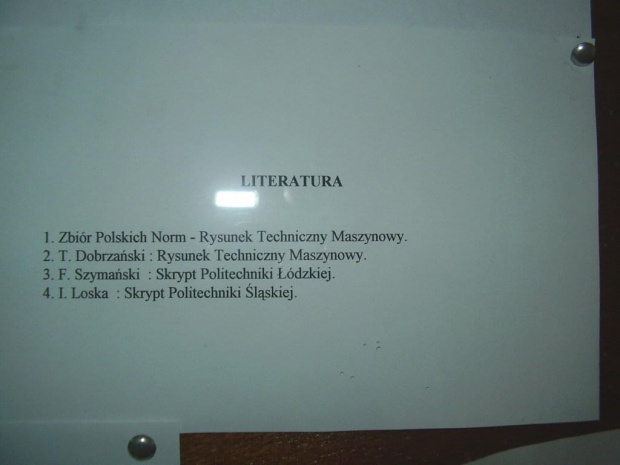 LITERATURA
1. Zbiór Polskich Norm - Rysunek Techniczny Maszynowy.
2. T. Dobrzański : Rysunek Techniczny Maszynowy.
3. F. Szymański : Skrypt Politechniki Łódzkiej.
4. I. Loska : Skrypt Politechniki Śląskiej.